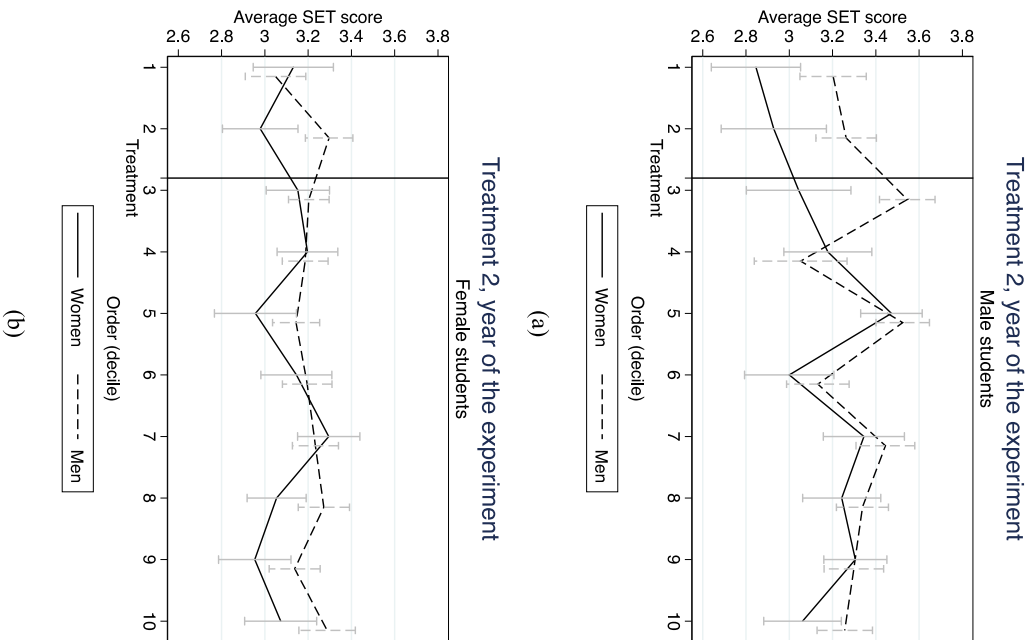 Treatment 2, year of the experiment
Male students
Average SET score
2.6 2.8 3 3.2 3.4 3.6 3.8
1 2 3 4 5 6 7 8 9 10
Treatment
Order (decile)
Women Men
(a)
Treatment 2, year of the experiment
Female students
Average SET score
2.6 2.8 3 3.2 3.4 3.6 3.8
1 2 3 4 5 6 7 8 9 10
Treatment
Order (decile)
Women Men
(b)